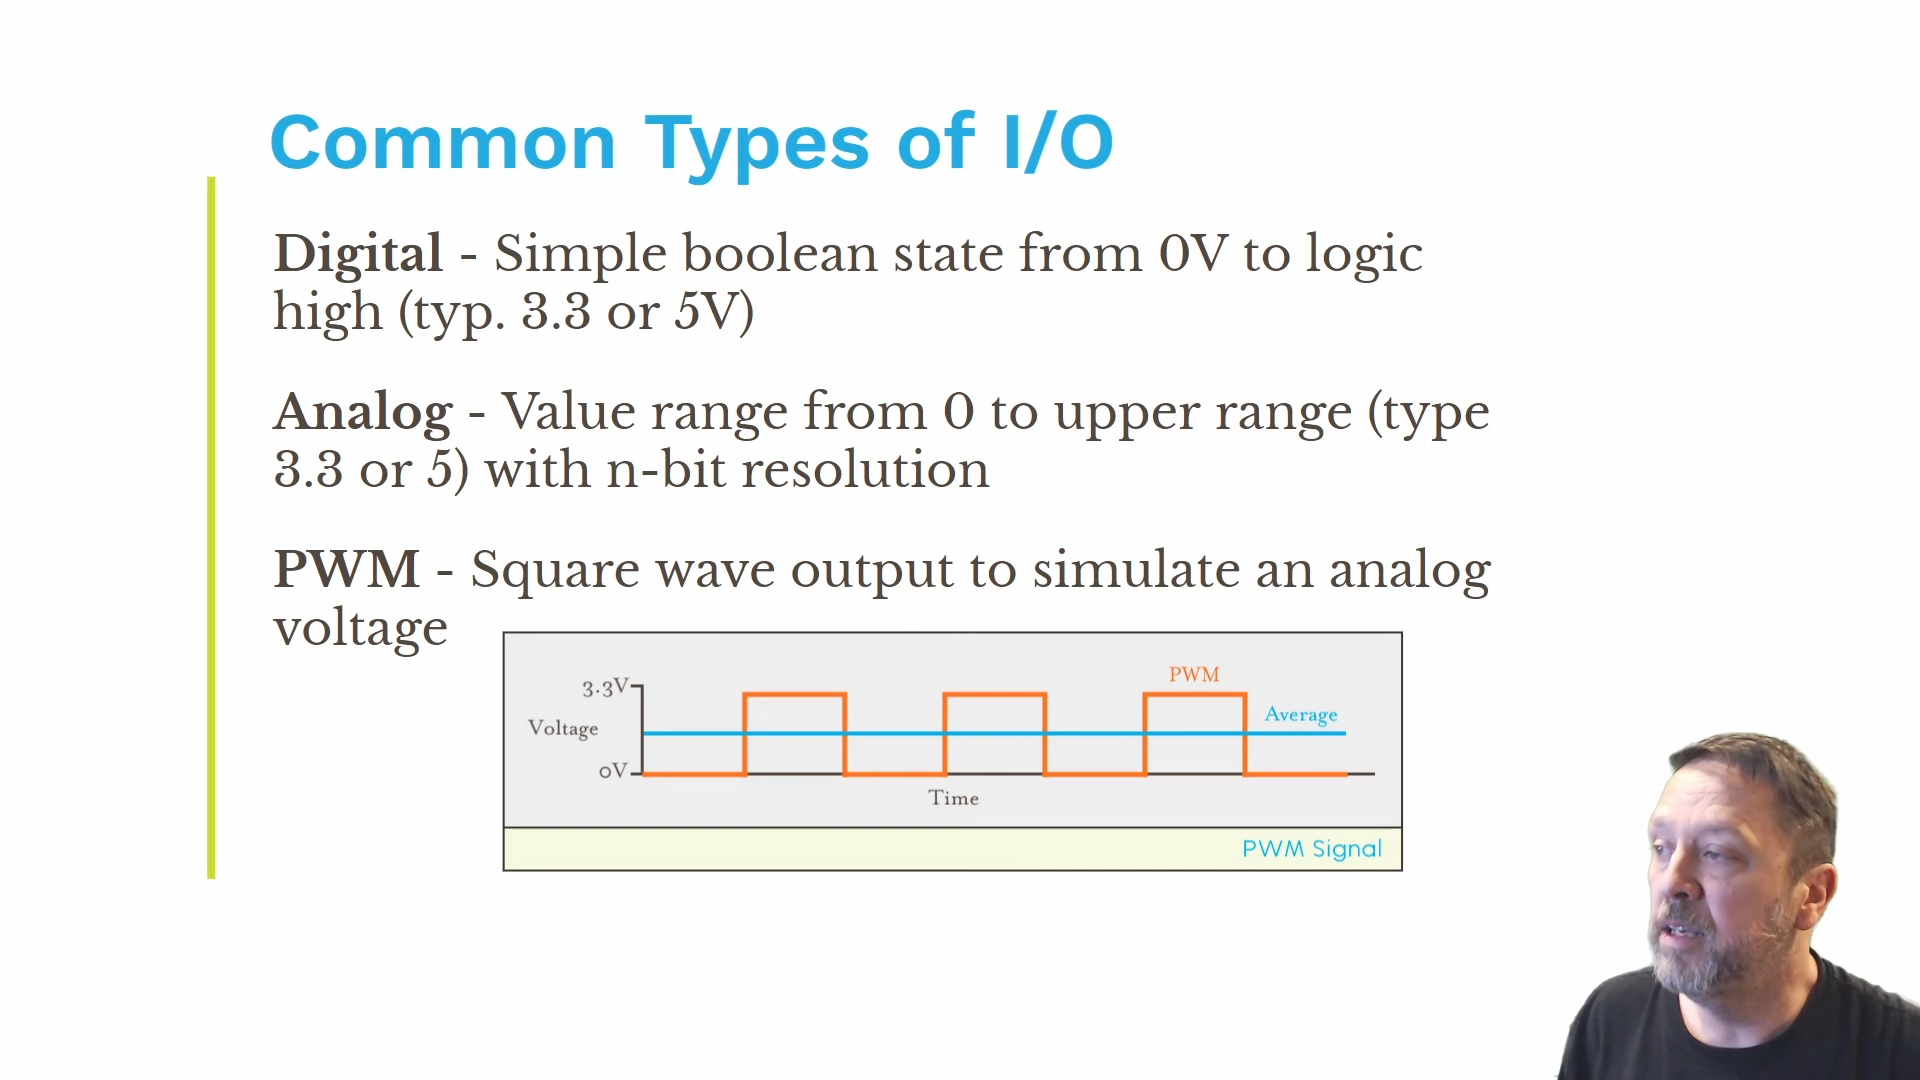 Common Types of I/O
Digital - Simple boolean state from 0V to logic
high (typ. 3.3 or 5V)
Analog - Value range from 0 to upper range (type
3.3 or 5) with n-bit resolution
PWM - Square wave output to simulate an analog
voltage
PWM
3.3V
Average
Voltage
0V
Time
PWM Signal